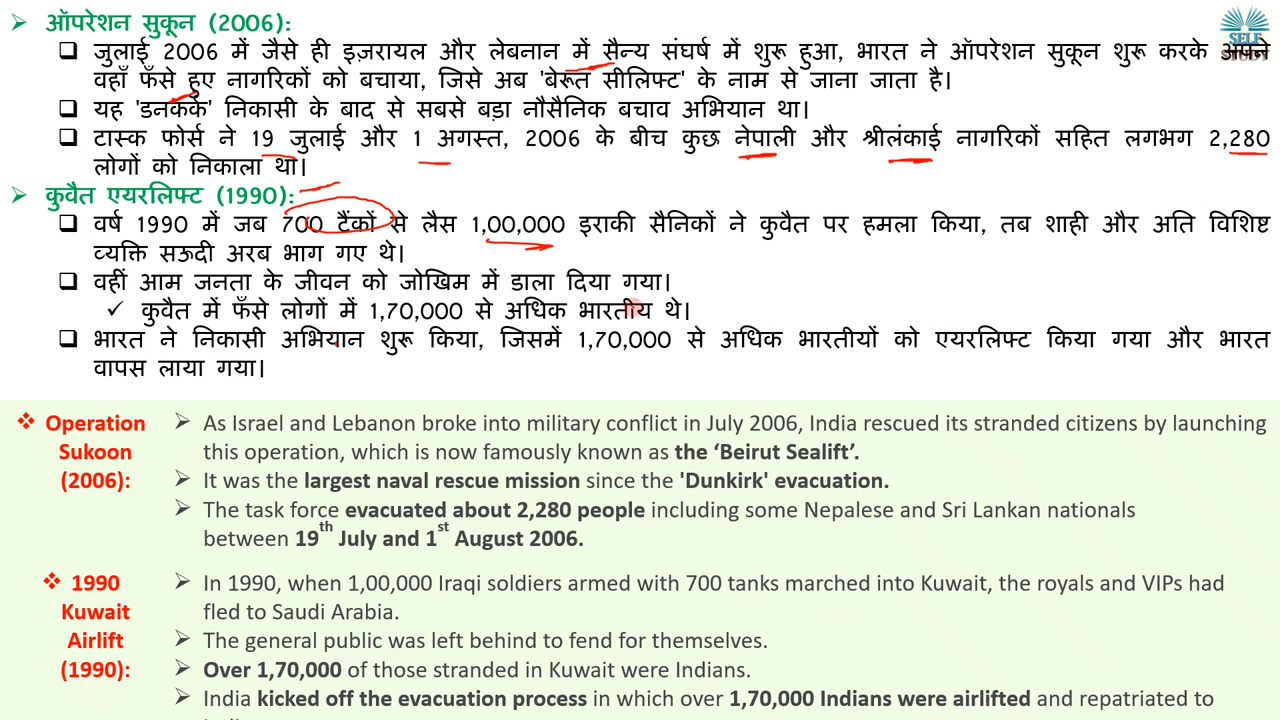 ऑपरेशन सुकून (2006):
जुलाई 2006 में जैसे ही इज़रायल और लेबनान में सैन्य संघर्ष में शुरू हुआ, भारत ने ऑपरेशन सुकून शुरू करके अपने
वहाँ फँसे हुए नागरिकों को बचाया, जिसे अब 'बेरूत सीलिफ्ट' के नाम से जाना जाता है।
यह 'डनकर्क' निकासी के बाद से सबसे बड़ा नौसैनिक बचाव अभियान था।
टास्क फोर्स ने 19 जुलाई और 1 अगस्त, 2006 के बीच कुछ नेपाली और श्रीलंकाई नागरिकों सहित लगभग 2,280
लोगों को निकाला था।
कुवैत एयरलिफ्ट (1990):
वर्ष 1990 में जब 700 टैंकों से लैस 1,00,000 इराकी सैनिकों ने कुवैत पर हमला किया, तब शाही और अति विशिष्ट
व्यक्ति सऊदी अरब भाग गए थे।
वहीं आम जनता के जीवन को जोखिम में डाला दिया गया।
कुवैत में फँसे लोगों में 1,70,000 से अधिक भारतीय थे।
भारत ने निकासी अभियान शुरू किया, जिसमें 1,70,000 से अधिक भारतीयों को एयरलिफ्ट किया गया और भारत
वापस लाया गया।
SELF STUDY
Operation Sukoon (2006):
As Israel and Lebanon broke into military conflict in July 2006, India rescued its stranded citizens by launching
this operation, which is now famously known as the ‘Beirut Sealift’.
It was the largest naval rescue mission since the 'Dunkirk' evacuation.
The task force evacuated about 2,280 people including some Nepalese and Sri Lankan nationals
between 19th July and 1st August 2006.
1990 Kuwait Airlift (1990):
In 1990, when 1,00,000 Iraqi soldiers armed with 700 tanks marched into Kuwait, the royals and VIPs had
fled to Saudi Arabia.
The general public was left behind to fend for themselves.
Over 1,70,000 of those stranded in Kuwait were Indians.
India kicked off the evacuation process in which over 1,70,000 Indians were airlifted and repatriated to